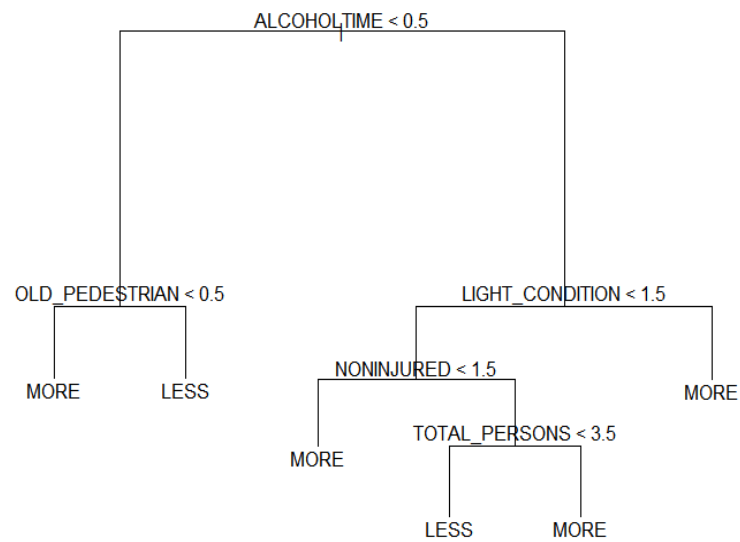 ALCOHOLTIME < 0.5
OLD_PEDESTRIAN < 0.5
LIGHT_CONDITION < 1.5
MORE
LESS
NONINJURED < 1.5
MORE
MORE
TOTAL_PERSONS < 3.5
LESS
MORE